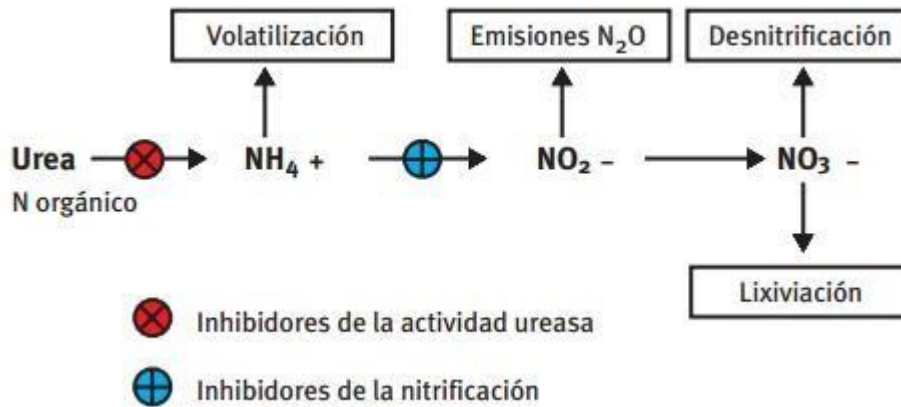 Volatilización Emisiones N₂O Desnitrificación
Urea NH₄ + NO₂ – NO₃ –
N orgánico
Lixiviación
Inhibidores de la actividad ureasa
Inhibidores de la nitrificación